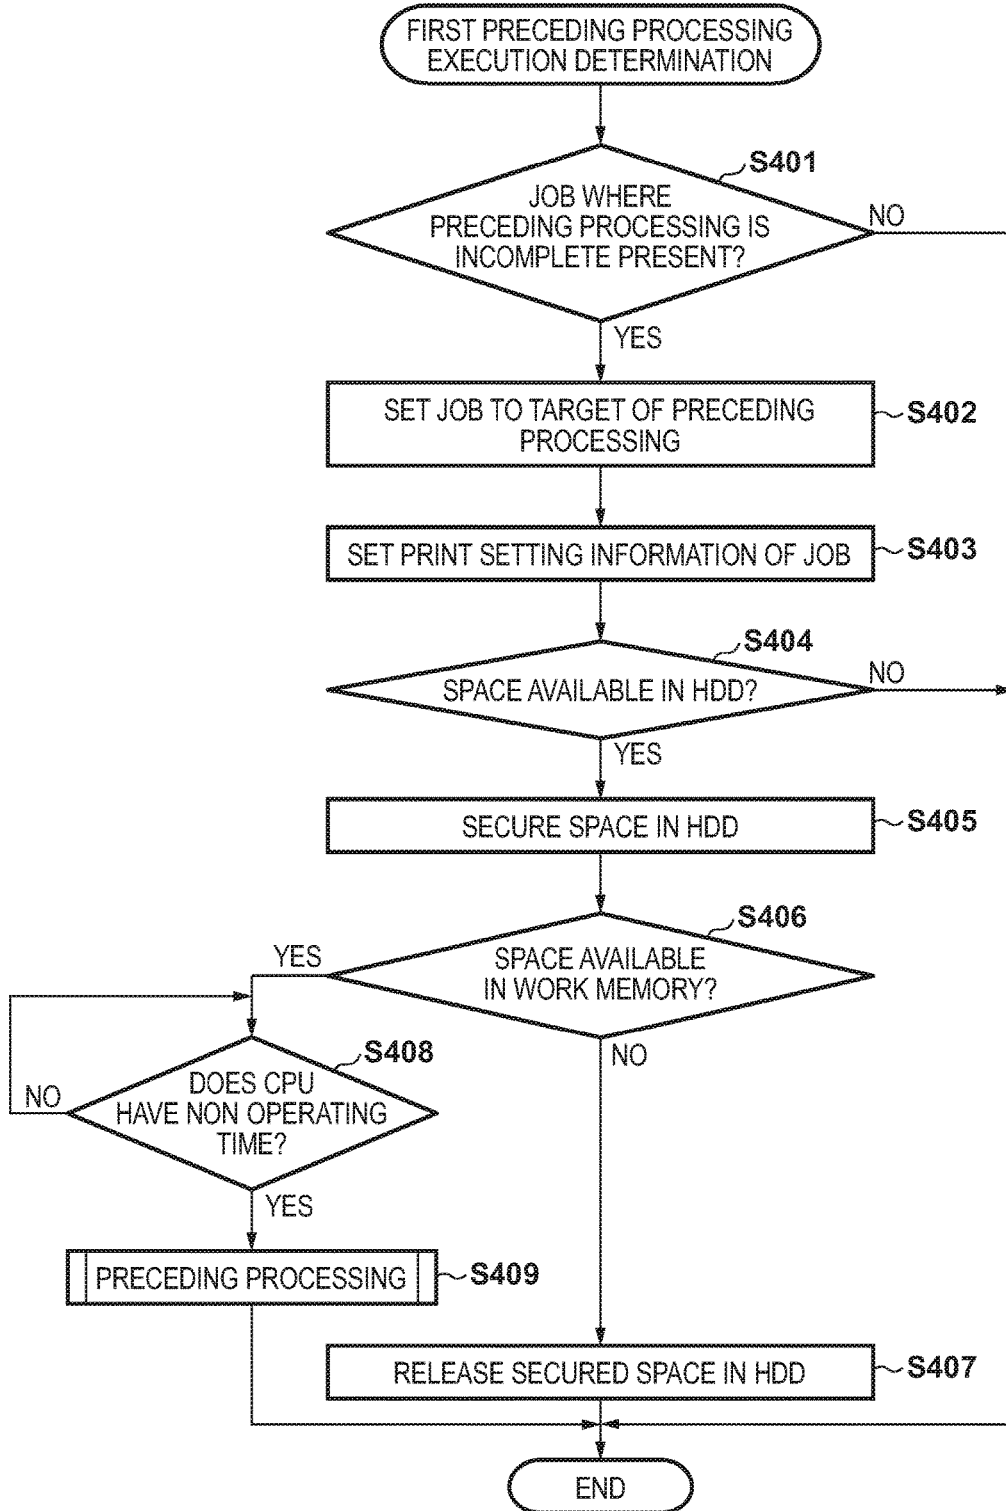 FIRST PRECEDING PROCESSING
EXECUTION DETERMINATION
S401
JOB WHERE
PRECEDING PROCESSING IS
INCOMPLETE PRESENT?
NO
YES
SET JOB TO TARGET OF PRECEDING
PROCESSING
S402
SET PRINT SETTING INFORMATION OF JOB
S403
S404
SPACE AVAILABLE IN HDD?
NO
YES
SECURE SPACE IN HDD
S405
S406
SPACE AVAILABLE
IN WORK MEMORY?
YES
NO
S408
DOES CPU
HAVE NON OPERATING
TIME?
NO
YES
PRECEDING PROCESSING
S409
RELEASE SECURED SPACE IN HDD
S407
END